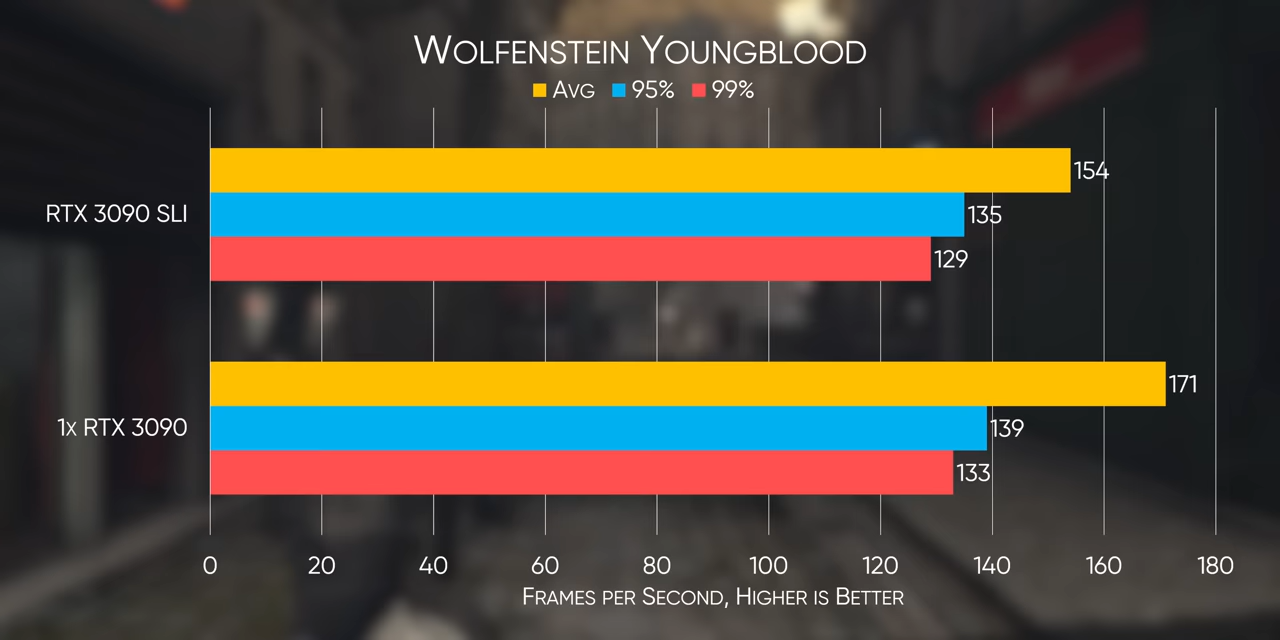 Wolfenstein Youngblood
Avg 95% 99%
154
RTX 3090 SLI
135
129
171
1x RTX 3090
139
133
0 20 40 60 80 100 120 140 160 180
Frames per Second, Higher is Better